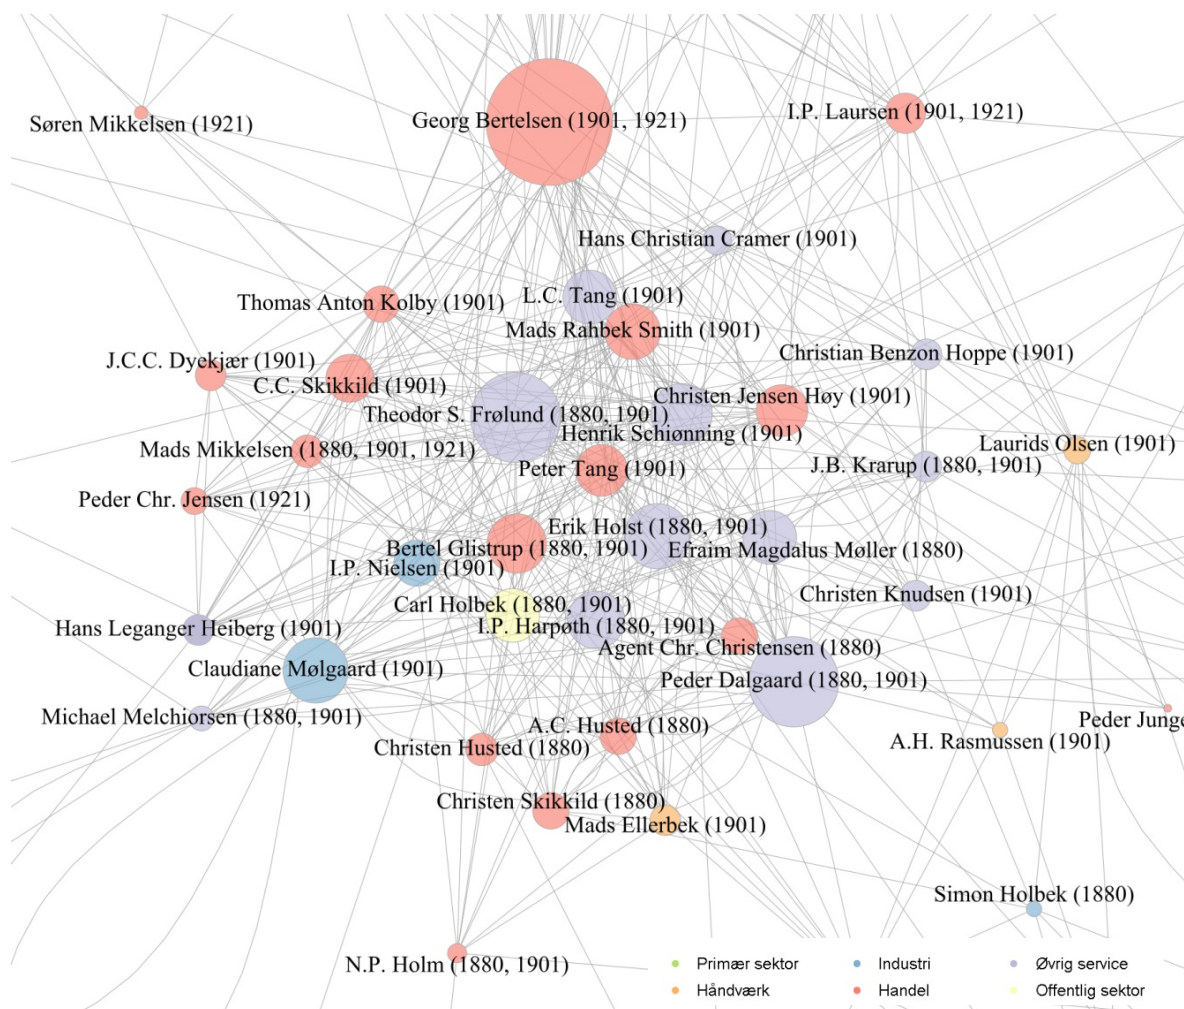 Georg Bertelsen (1901, 1921)
I.P. Laursen (1901, 1921)
Søren Mikkelsen (1921)
Hans Christian Cramer (1901)
L.C. Tang (1901)
Thomas Anton Kolby (1901)
Mads Rahbek Smith (1901)
Christian Benzon Hoppe (1901)
J.C.C. Dyekjær (1901)
C.C. Skikkild (1901)
Christen Jensen Høy (1901)
Theodor S. Frølund (1880, 1901)
Henrik Schiønning (1901)
Laurids Olsen (1901)
Mads Mikkelsen (1880, 1901, 1921)
Peter Tang (1901)
J.B. Krarup (1880, 1901)
Peder Chr. Jensen (1921)
Erik Holst (1880, 1901)
Bertel Glistrup (1880, 1901)
Efraim Magdalus Møller (1880)
I.P. Nielsen (1901)
Christen Knudsen (1901)
Carl Holbek (1880, 1901)
I.P. Harpøth (1880, 1901)
Hans Leganger Heiberg (1901)
Agent Chr. Christensen (1880)
Claudiane Mølgaard (1901)
Peder Dalgaard (1880, 1901)
Michael Melchiorsen (1880, 1901)
Peder Junge
A.C. Husted (1880)
A.H. Rasmussen (1901)
Christen Husted (1880)
Christen Skikkild (1880)
Mads Ellerbek (1901)
Simon Holbek (1880)
N.P. Holm (1880, 1901)
Primær sektor
Industri
Øvrig service
Håndværk
Handel
Offentlig sektor